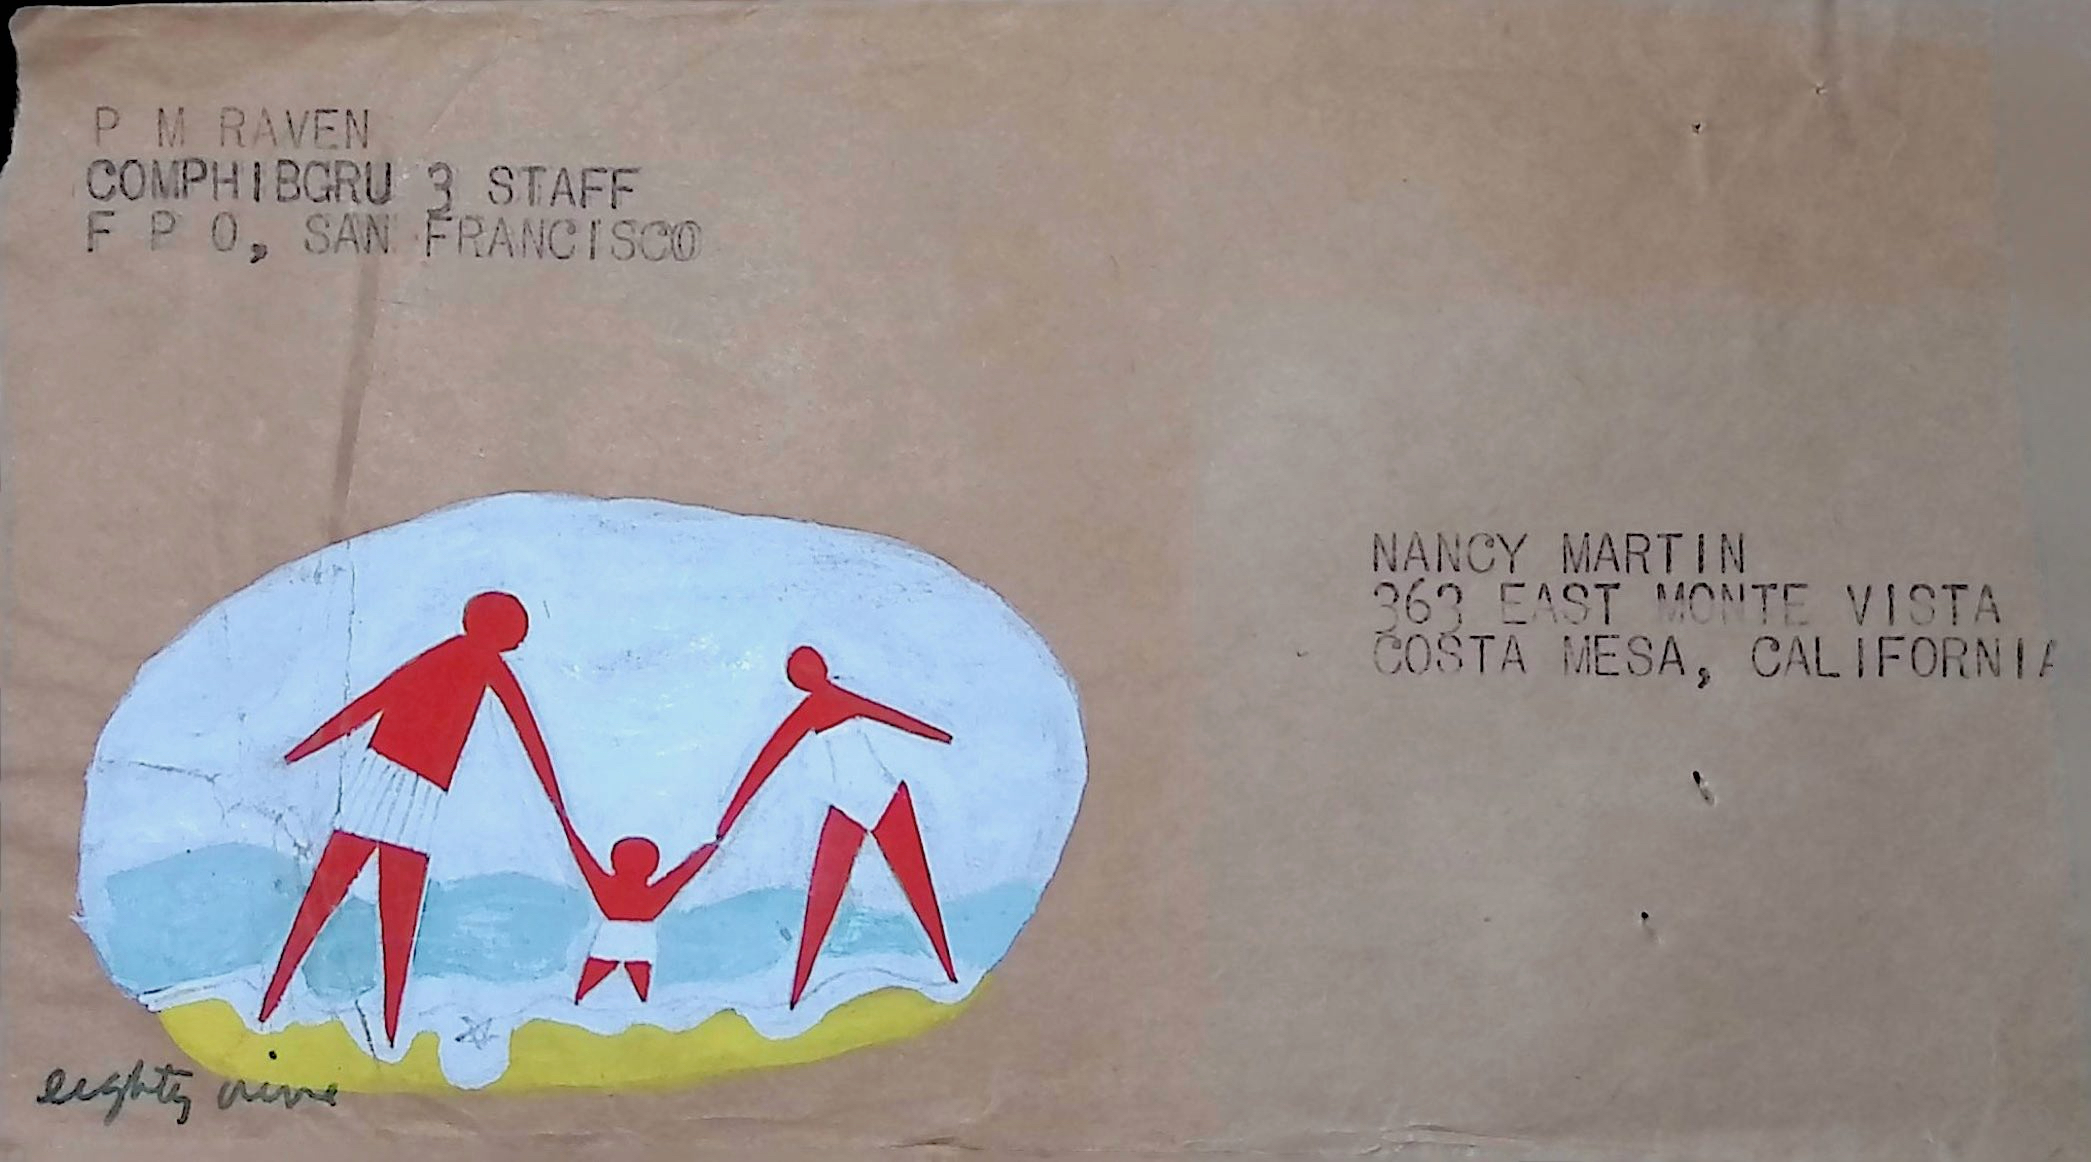 P M RAVEN
COMPHIBGRU 3 STAFF
F P O, SAN FRANCISCO
NANCY MARTIN
363 EAST MONTE VISTA
COSTA MESA, CALIFORNIA
eighty nine